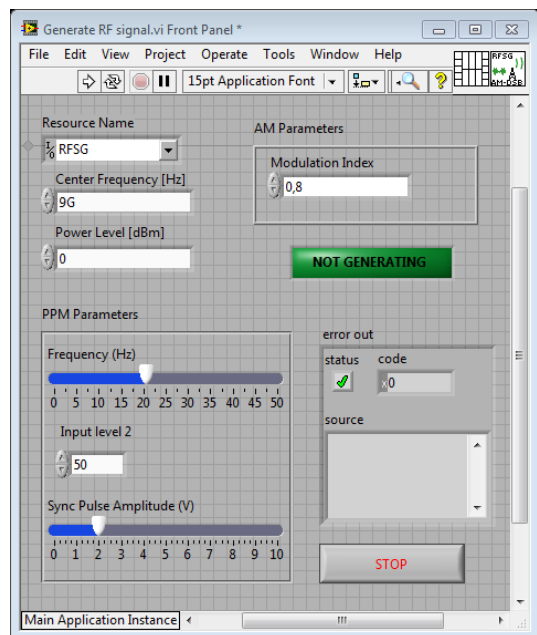 Generate RF signal.vi Front Panel *
File Edit View Project Operate Tools Window Help
15pt Application Font
RFSG
AM-DSB
Resource Name
I/O RFSG
Center Frequency [Hz]
9G
Power Level [dBm]
0
AM Parameters
Modulation Index
0,8
NOT GENERATING
PPM Parameters
Frequency (Hz)
0 5 10 15 20 25 30 35 40 45 50
Input level 2
50
Sync Pulse Amplitude (V)
0 1 2 3 4 5 6 7 8 9 10
error out
status code
x0
source
STOP
Main Application Instance